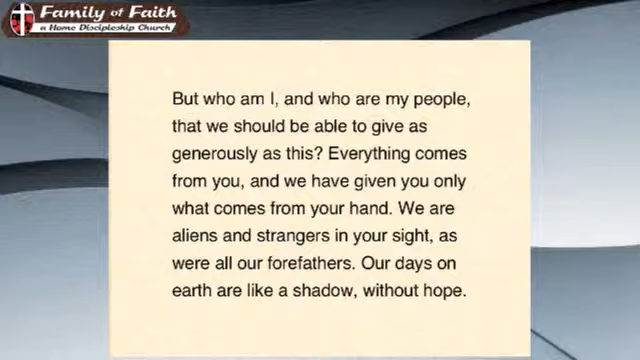 Family of Faith
a Home Discipleship Church
But who am I, and who are my people,
that we should be able to give as
generously as this? Everything comes
from you, and we have given you only
what comes from your hand. We are
aliens and strangers in your sight, as
were all our forefathers. Our days on
earth are like a shadow, without hope.